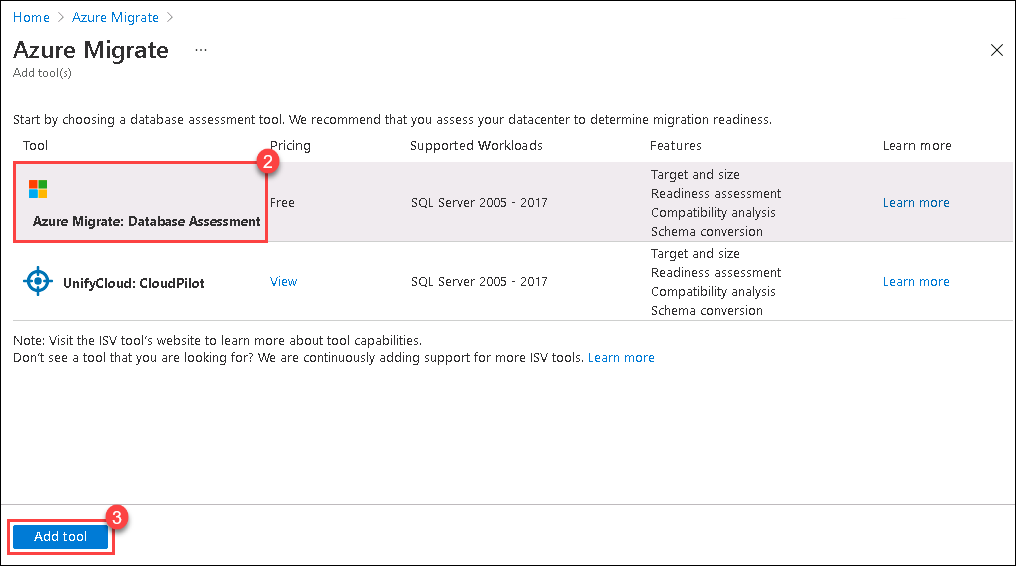 Home > Azure Migrate >
Azure Migrate ...
Add tool(s)
Start by choosing a database assessment tool. We recommend that you assess your datacenter to determine migration readiness.
Tool Pricing Supported Workloads Features Learn more
2
Azure Migrate: Database Assessment Free SQL Server 2005 - 2017 Learn more
Target and size
Readiness assessment
Compatibility analysis
Schema conversion
UnifyCloud: CloudPilot View SQL Server 2005 - 2017 Learn more
Target and size
Readiness assessment
Compatibility analysis
Schema conversion
Note: Visit the ISV tool's website to learn more about tool capabilities.
Don't see a tool that you are looking for? We are continuously adding support for more ISV tools. Learn more
3
Add tool